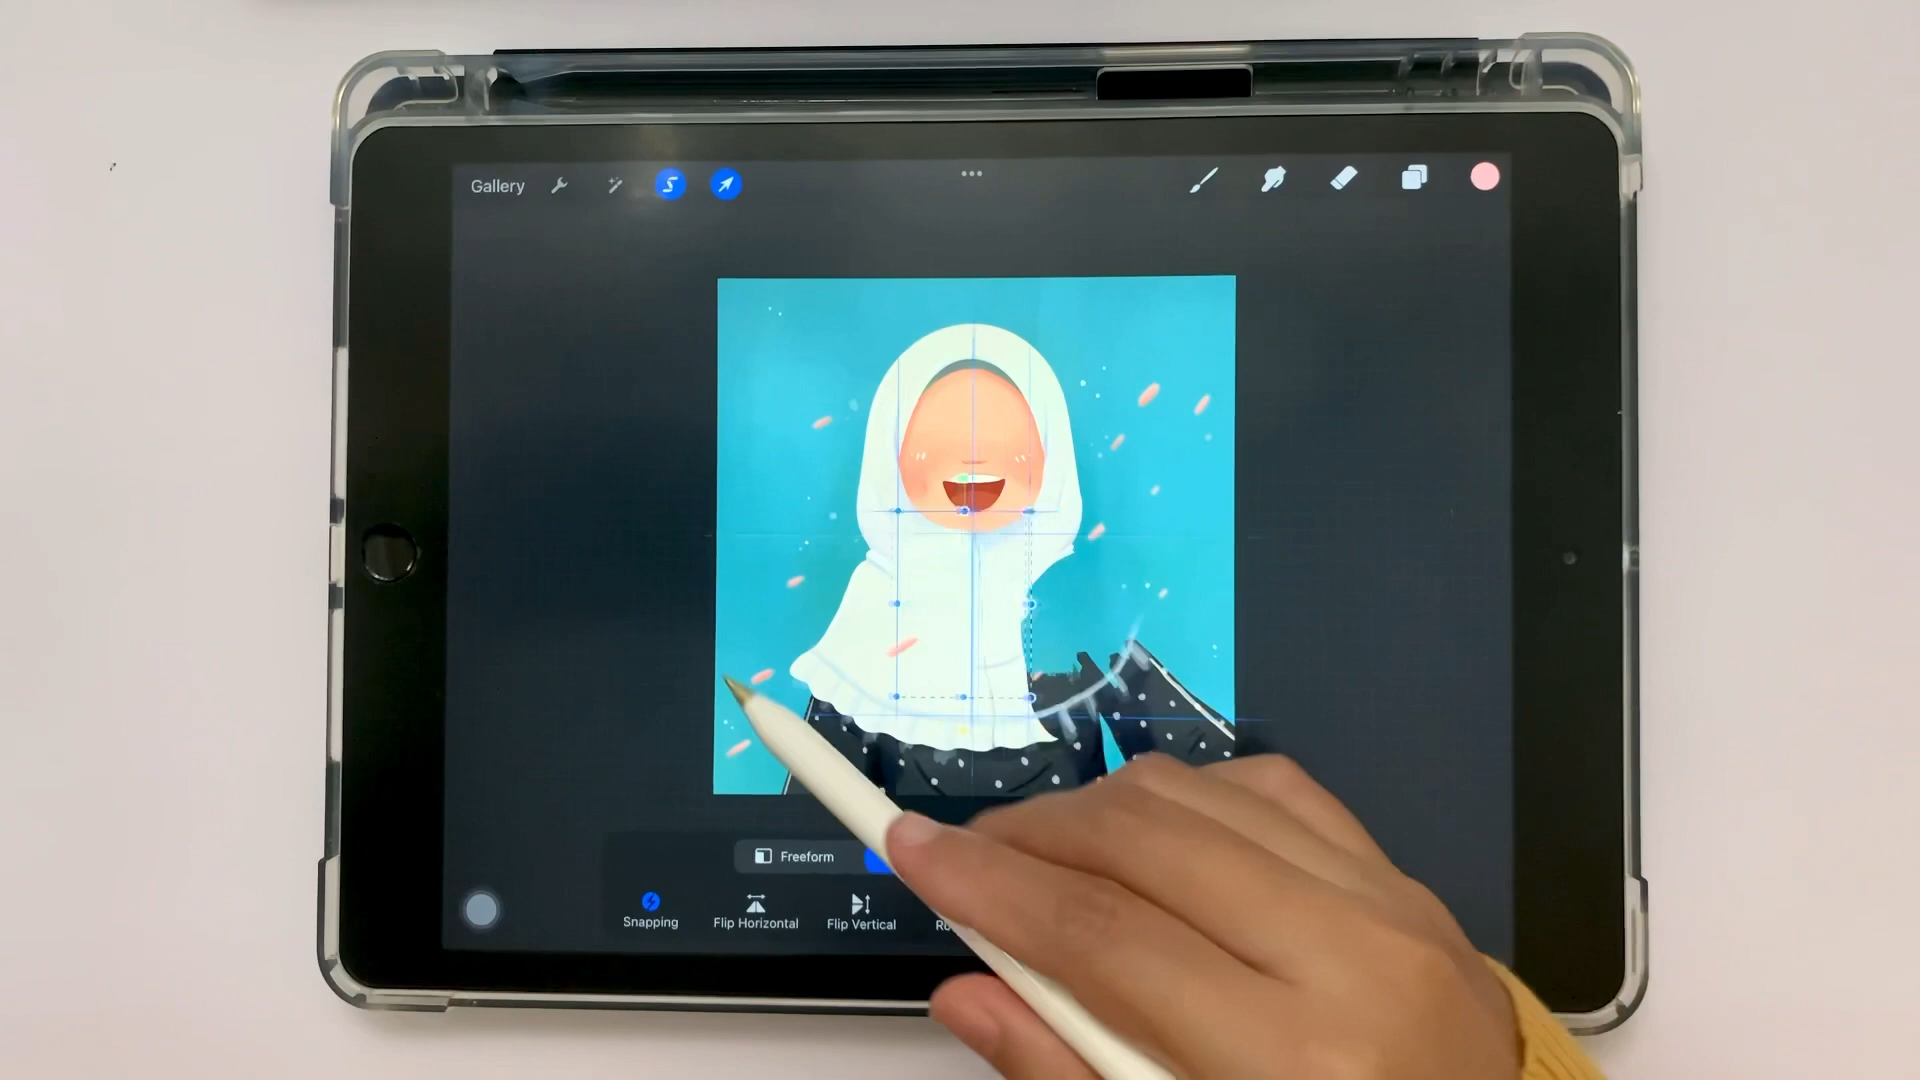 Gallery
Freeform
Snapping
Flip Horizontal
Flip Vertical